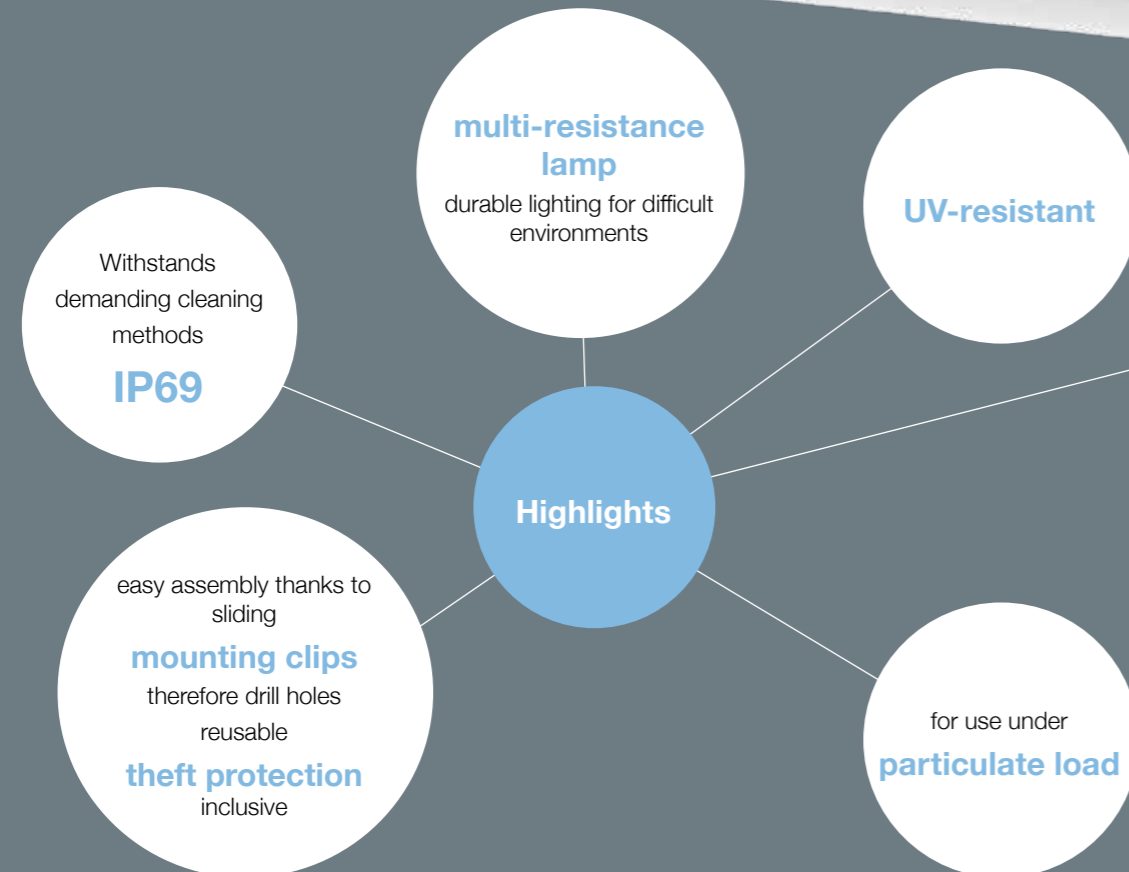 multi-resistance
lamp
durable lighting for difficult
environments
UV-resistant
Withstands
demanding cleaning
methods
IP69
Highlights
easy assembly thanks to
sliding
mounting clips
therefore drill holes
reusable
theft protection
inclusive
for use under
particulate load